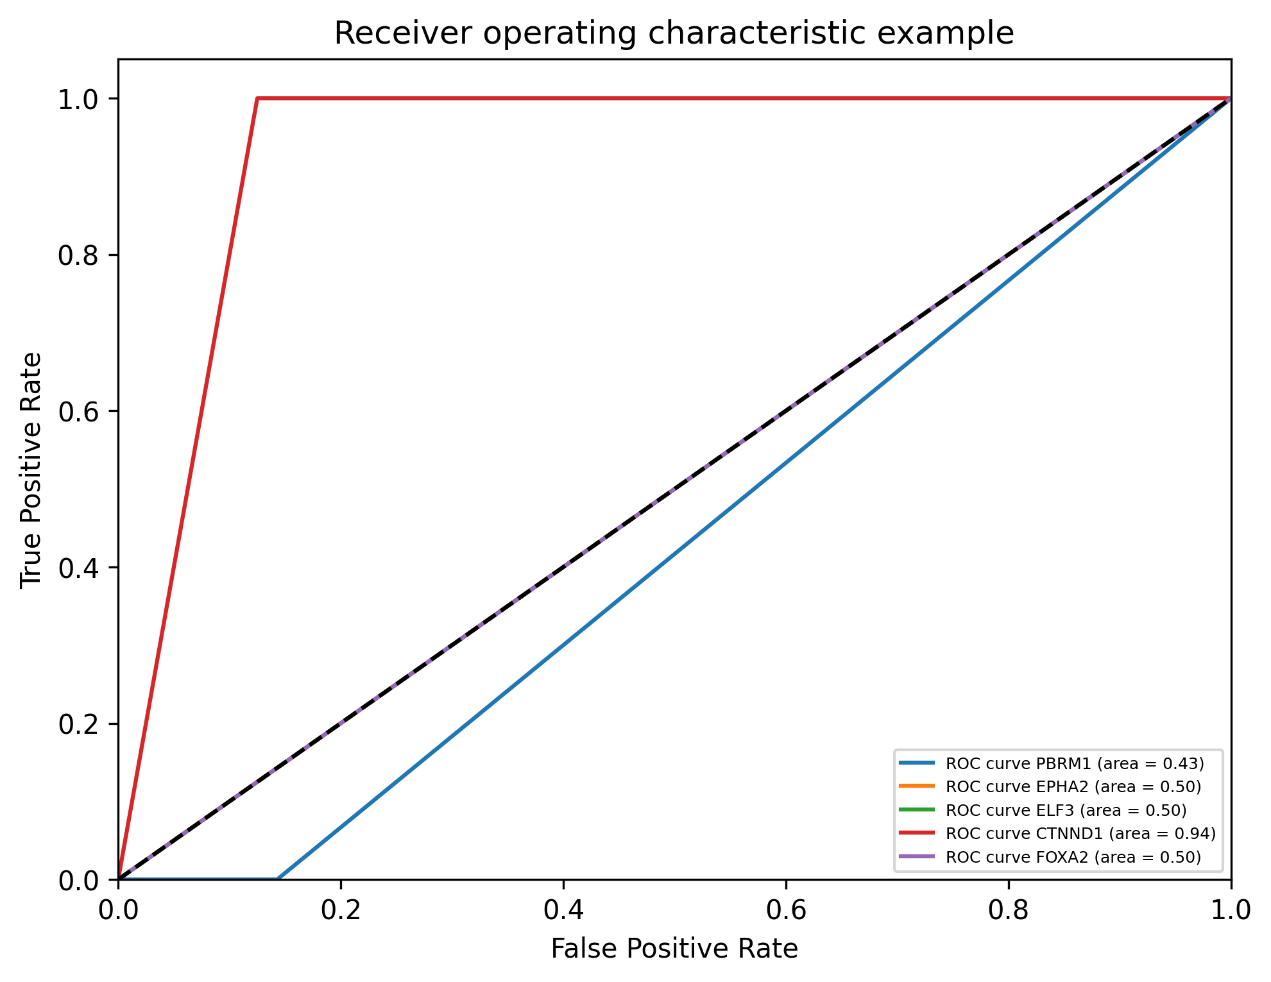 Receiver operating characteristic example
1.0
0.8
0.6
0.4
0.2
0.0
True Positive Rate
ROC curve PBRM1 (area = 0.43)
ROC curve EPHA2 (area = 0.50)
ROC curve ELF3 (area = 0.50)
ROC curve CTNND1 (area = 0.94)
ROC curve FOXA2 (area = 0.50)
0.0 0.2 0.4 0.6 0.8 1.0
False Positive Rate